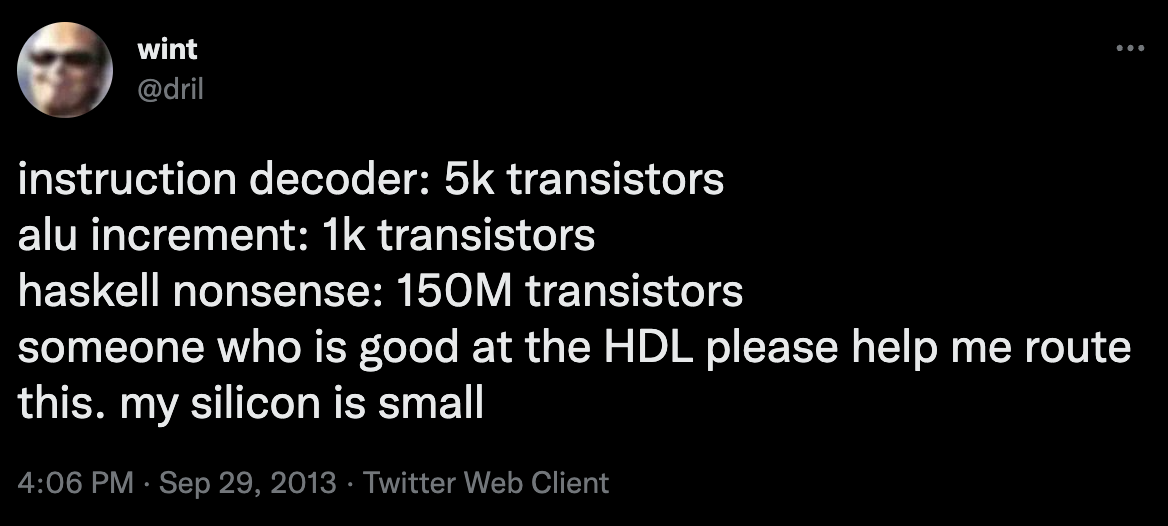 wint
@dril
instruction decoder: 5k transistors
alu increment: 1k transistors
haskell nonsense: 150M transistors
someone who is good at the HDL please help me route
this. my silicon is small
4:06 PM · Sep 29, 2013 · Twitter Web Client